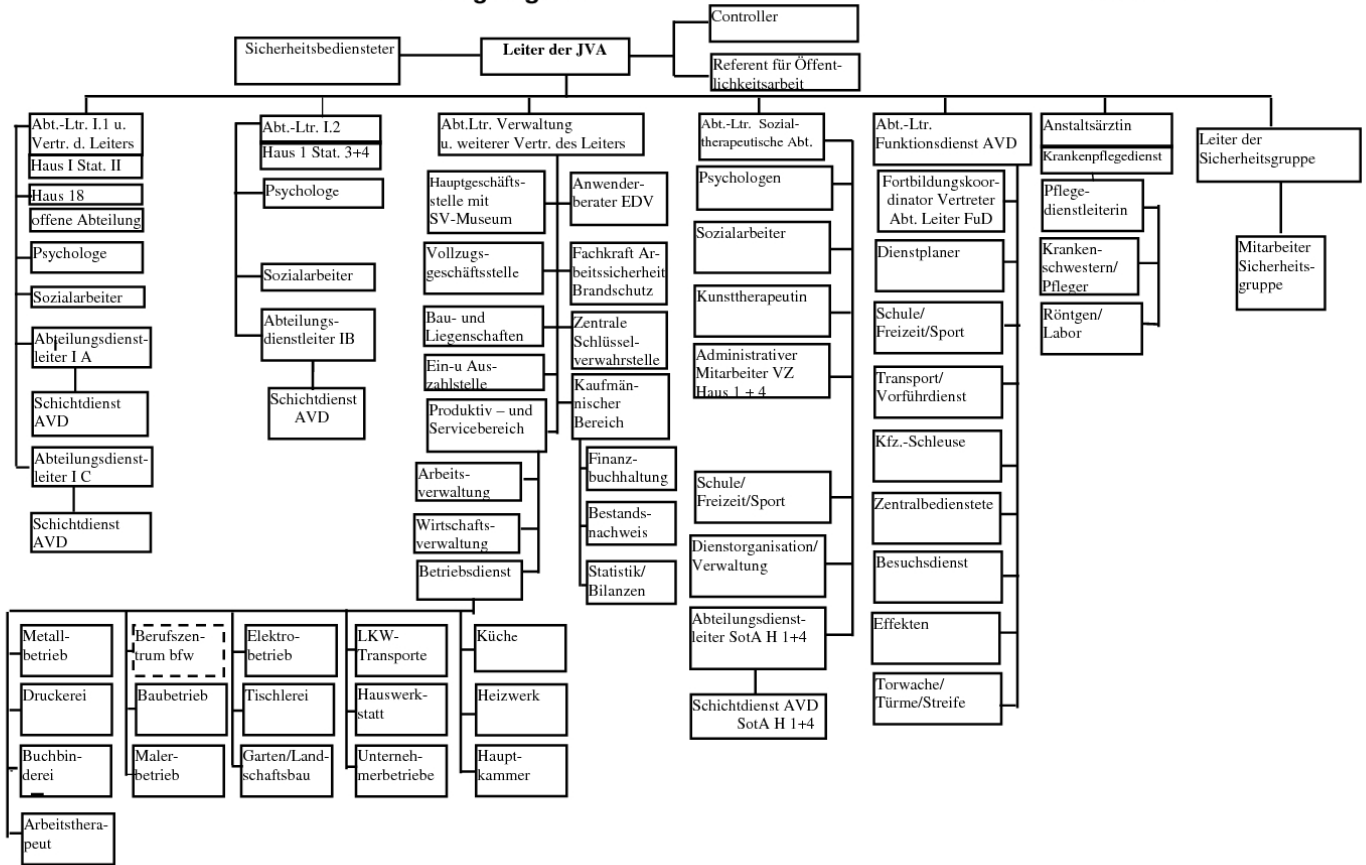 Controller
Sicherheitsbediensteter
Leiter der JVA
Referent für Öffent-
lichkeitsarbeit
Abt.-Ltr. I.1 u.
Vertr. d. Leiters
Haus I Stat. II
Haus 18
offene Abteilung
Psychologe
Sozialarbeiter
Abteilungsdienst-
leiter I A
Schichtdienst
AVD
Abteilungsdienst-
leiter I C
Schichtdienst
AVD
Abt.-Ltr. I.2
Haus 1 Stat. 3+4
Psychologe
Sozialarbeiter
Abteilungs-
dienstleiter IB
Schichtdienst
AVD
Abt.Ltr. Verwaltung
u. weiterer Vertr. des Leiters
Hauptgeschäfts-
stelle mit
SV-Museum
Anwender-
berater EDV
Vollzugs-
geschäftsstelle
Fachkraft Ar-
beitssicherheit
Brandschutz
Bau- und
Liegenschaften
Zentrale
Schlüssel-
verwahrstelle
Ein-u Aus-
zahlstelle
Kaufmän-
nischer
Bereich
Produktiv – und
Servicebereich
Arbeits-
verwaltung
Wirtschafts-
verwaltung
Betriebsdienst
Finanz-
buchhaltung
Bestands-
nachweis
Statistik/
Bilanzen
Abt.-Ltr. Sozial-
therapeutische Abt.
Psychologen
Sozialarbeiter
Kunsttherapeutin
Administrativer
Mitarbeiter VZ
Haus 1 + 4
Schule/
Freizeit/Sport
Dienstorganisation/
Verwaltung
Abteilungsdienst-
leiter SotA H 1+4
Schichtdienst AVD
SotA H 1+4
Abt.-Ltr.
Funktionsdienst AVD
Fortbildungskoor-
dinator Vertreter
Abt. Leiter FuD
Dienstplaner
Schule/
Freizeit/Sport
Transport/
Vorführdienst
Kfz.-Schleuse
Zentralbedienstete
Besuchsdienst
Effekten
Torwache/
Türme/Streife
Anstaltsärztin
Krankenpflegedienst
Pflege-
dienstleiterin
Kranken-
schwestern/
Pfleger
Röntgen/
Labor
Leiter der
Sicherheitsgruppe
Mitarbeiter
Sicherheits-
gruppe
Metall-
betrieb
Berufszen-
trum bfw
Elektro-
betrieb
LKW-
Transporte
Küche
Druckerei
Baubetrieb
Tischlerei
Hauswerk-
statt
Heizwerk
Buchbin-
derei
Maler-
betrieb
Garten/Land-
schaftsbau
Unterneh-
merbetriebe
Haupt-
kammer
Arbeitsthera-
peut